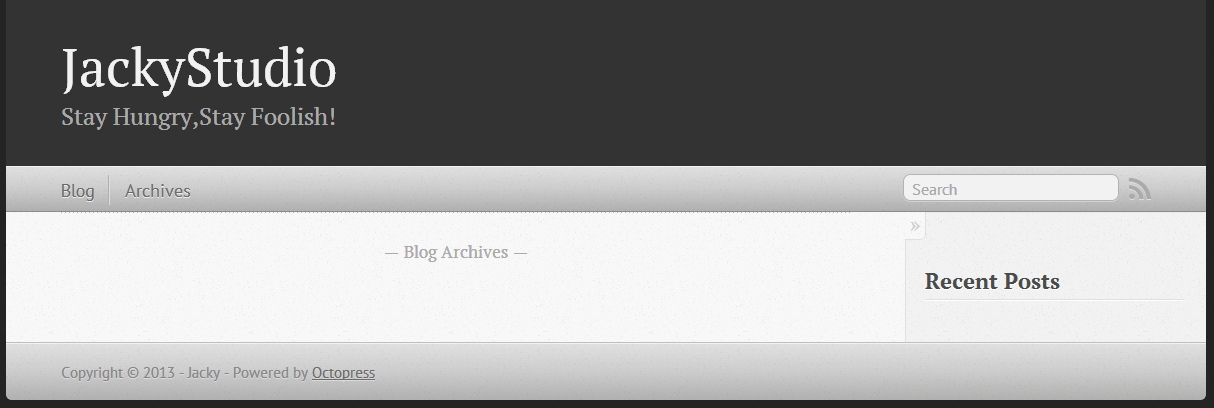 JackyStudio
Stay Hungry,Stay Foolish!
Blog
Archives
Search
»
— Blog Archives —
Recent Posts
Copyright © 2013 - Jacky - Powered by Octopress